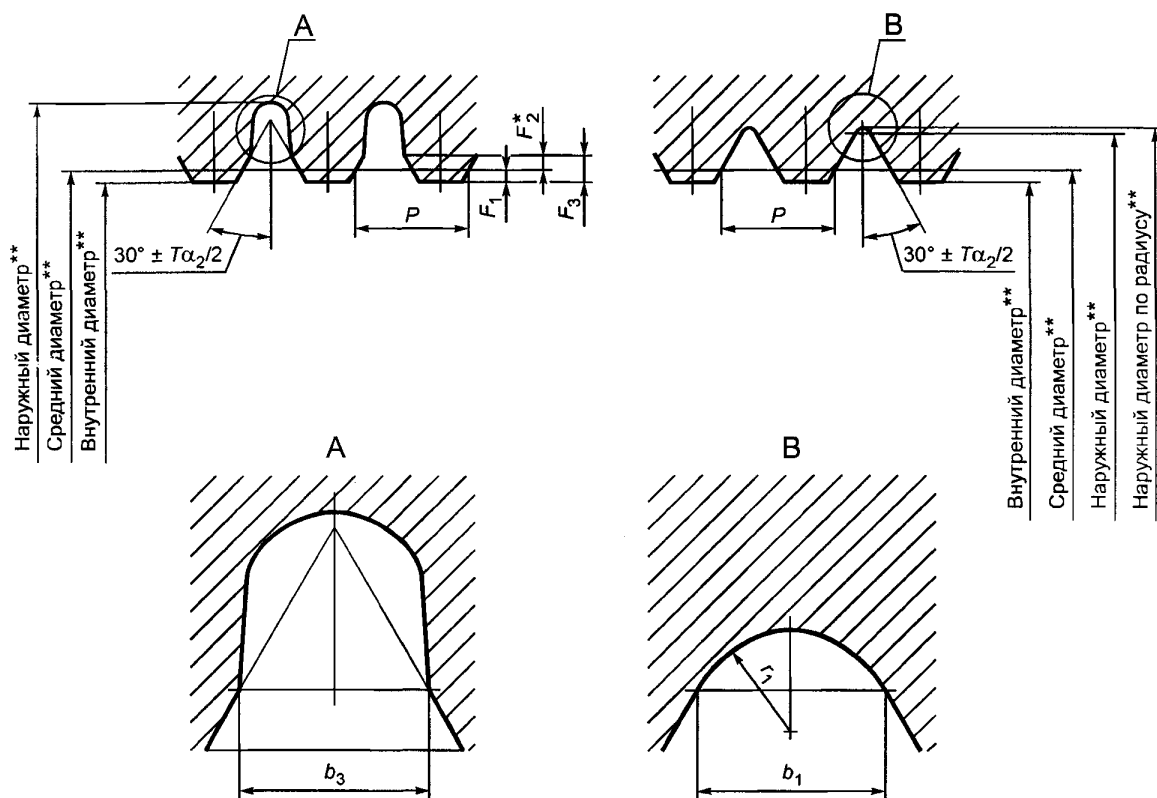 A
B
F*2
F1
F3
P
P
30° ± Tα2/2
30° ± Tα2/2
Наружный диаметр**
Средний диаметр**
Внутренний диаметр**
Внутренний диаметр**
Средний диаметр**
Наружный диаметр**
Наружный диаметр по радиусу**
A
B
r1
b3
b1